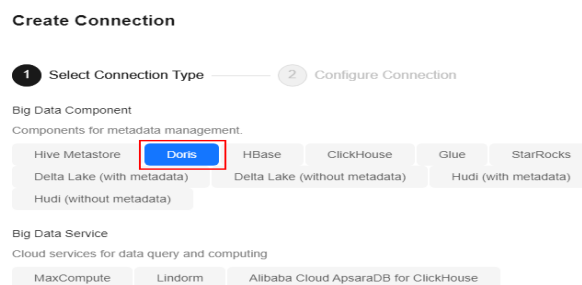 Create Connection
1 Select Connection Type 2 Configure Connection
Big Data Component
Components for metadata management.
Hive Metastore Doris HBase ClickHouse Glue StarRocks
Delta Lake (with metadata) Delta Lake (without metadata) Hudi (with metadata)
Hudi (without metadata)
Big Data Service
Cloud services for data query and computing
MaxCompute Lindorm Alibaba Cloud ApsaraDB for ClickHouse